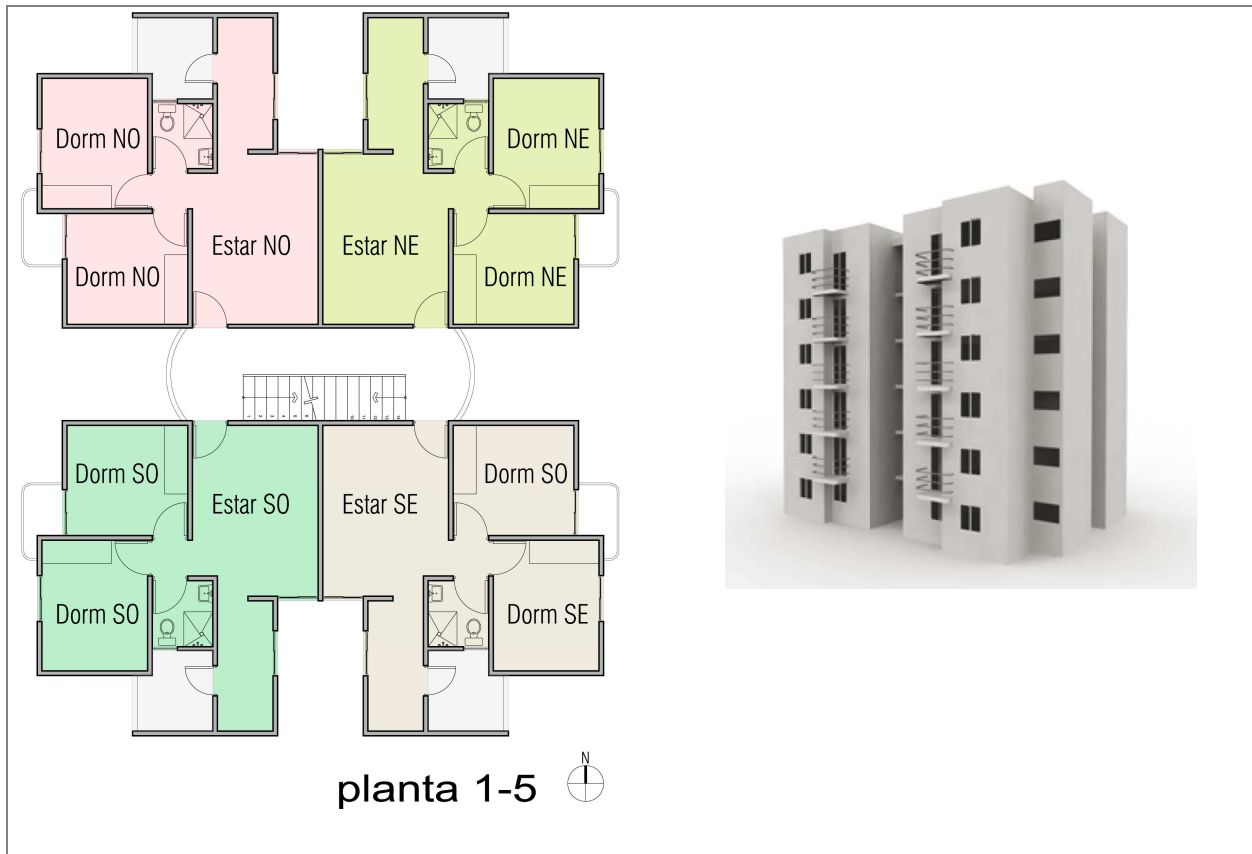 Dorm NO
Dorm NE
Estar NO
Estar NE
Dorm NO
Dorm NE
Dorm SO
Dorm SO
Estar SO
Estar SE
Dorm SO
Dorm SE
N
planta 1-5